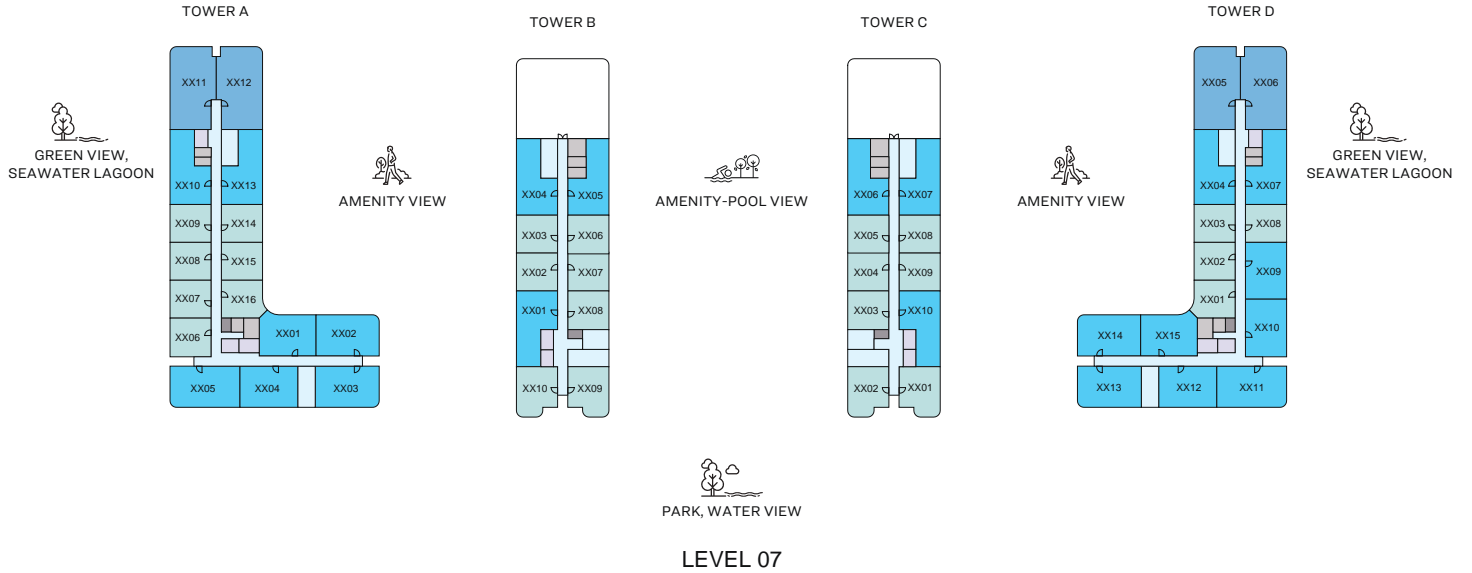 TOWER A
TOWER B
TOWER C
TOWER D
XX11
XX12
XX10
XX13
XX09
XX14
XX08
XX15
XX07
XX16
XX06
XX01
XX02
XX05
XX04
XX03
GREEN VIEW,
SEAWATER LAGOON
AMENITY VIEW
XX04
XX05
XX03
XX06
XX02
XX07
XX01
XX08
XX10
XX09
AMENITY-POOL VIEW
XX06
XX07
XX05
XX08
XX04
XX09
XX03
XX10
XX02
XX01
AMENITY VIEW
XX05
XX06
XX04
XX07
XX03
XX08
XX02
XX09
XX01
XX10
XX14
XX15
XX13
XX12
XX11
GREEN VIEW,
SEAWATER LAGOON
PARK, WATER VIEW
LEVEL 07